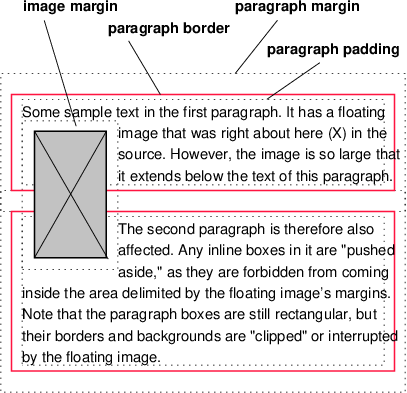 image margin
paragraph margin
paragraph border
paragraph padding
Some sample text in the first paragraph. It has a floating
image that was right about here (X) in the
source. However, the image is so large that
it extends below the text of this paragraph.
The second paragraph is therefore also
affected. Any inline boxes in it are "pushed
aside," as they are forbidden from coming
inside the area delimited by the floating image's margins.
Note that the paragraph boxes are still rectangular, but
their borders and backgrounds are "clipped" or interrupted
by the floating image.